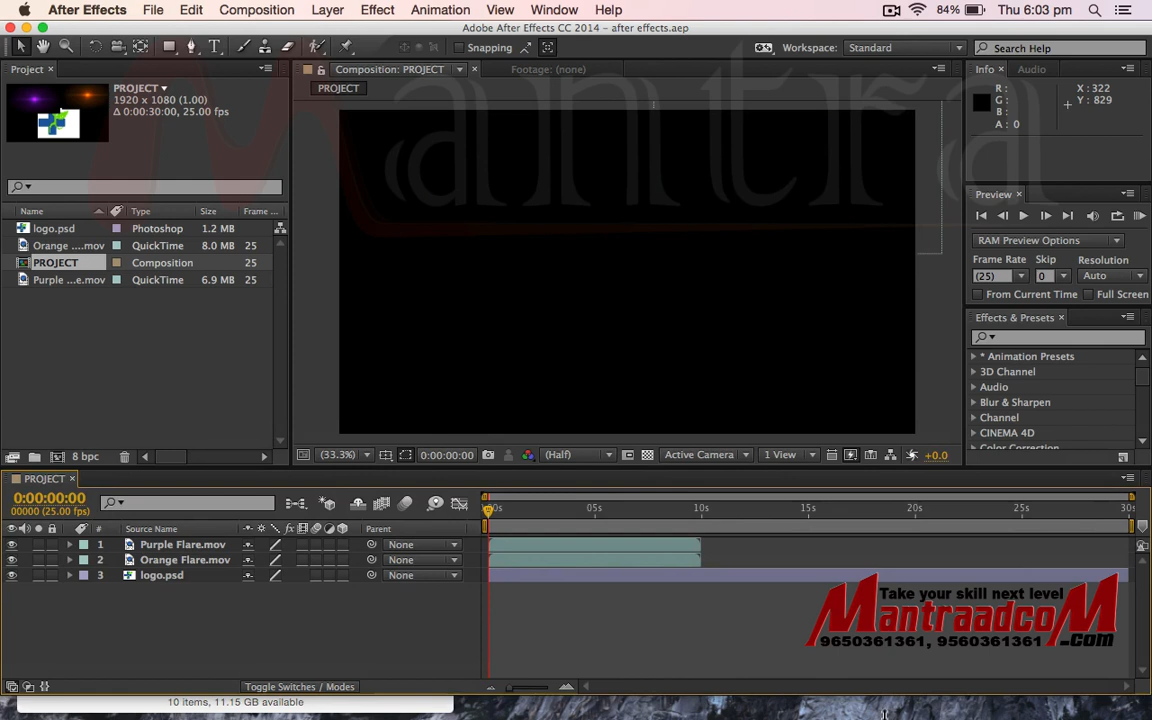 After Effects File Edit Composition Layer Effect Animation View Window Help 84% Thu 6:03 pm
Adobe After Effects CC 2014 - after effects.aep
Snapping Workspace: Standard Search Help
Project Composition: PROJECT Footage: (none) Info Audio
PROJECT
PROJECT
1920 x 1080 (1.00)
Δ 0:00:30:00, 25.00 fps
R :
G :
B :
A : 0
X : 322
Y : 829
Mantra
Preview
RAM Preview Options
Frame Rate Skip Resolution
(25) 0 Auto
From Current Time Full Screen
Effects & Presets
* Animation Presets
3D Channel
Audio
Blur & Sharpen
Channel
CINEMA 4D
Color Correction
Name Type Size Frame ...
logo.psd Photoshop 1.2 MB
Orange ....mov QuickTime 8.0 MB 25
PROJECT Composition 25
Purple ...e.mov QuickTime 6.9 MB 25
8 bpc
(33.3%) 0:00:00:00 (Half) Active Camera 1 View +0.0
PROJECT
0:00:00:00
00000 (25.00 fps)
:00s 05s 10s 15s 20s 25s 30s
# Source Name fx Parent
1 Purple Flare.mov None
2 Orange Flare.mov None
3 logo.psd None
Take your skill next level
MantraadcoM
9650361361, 9560361361 .com
Toggle Switches / Modes
10 items, 11.15 GB available